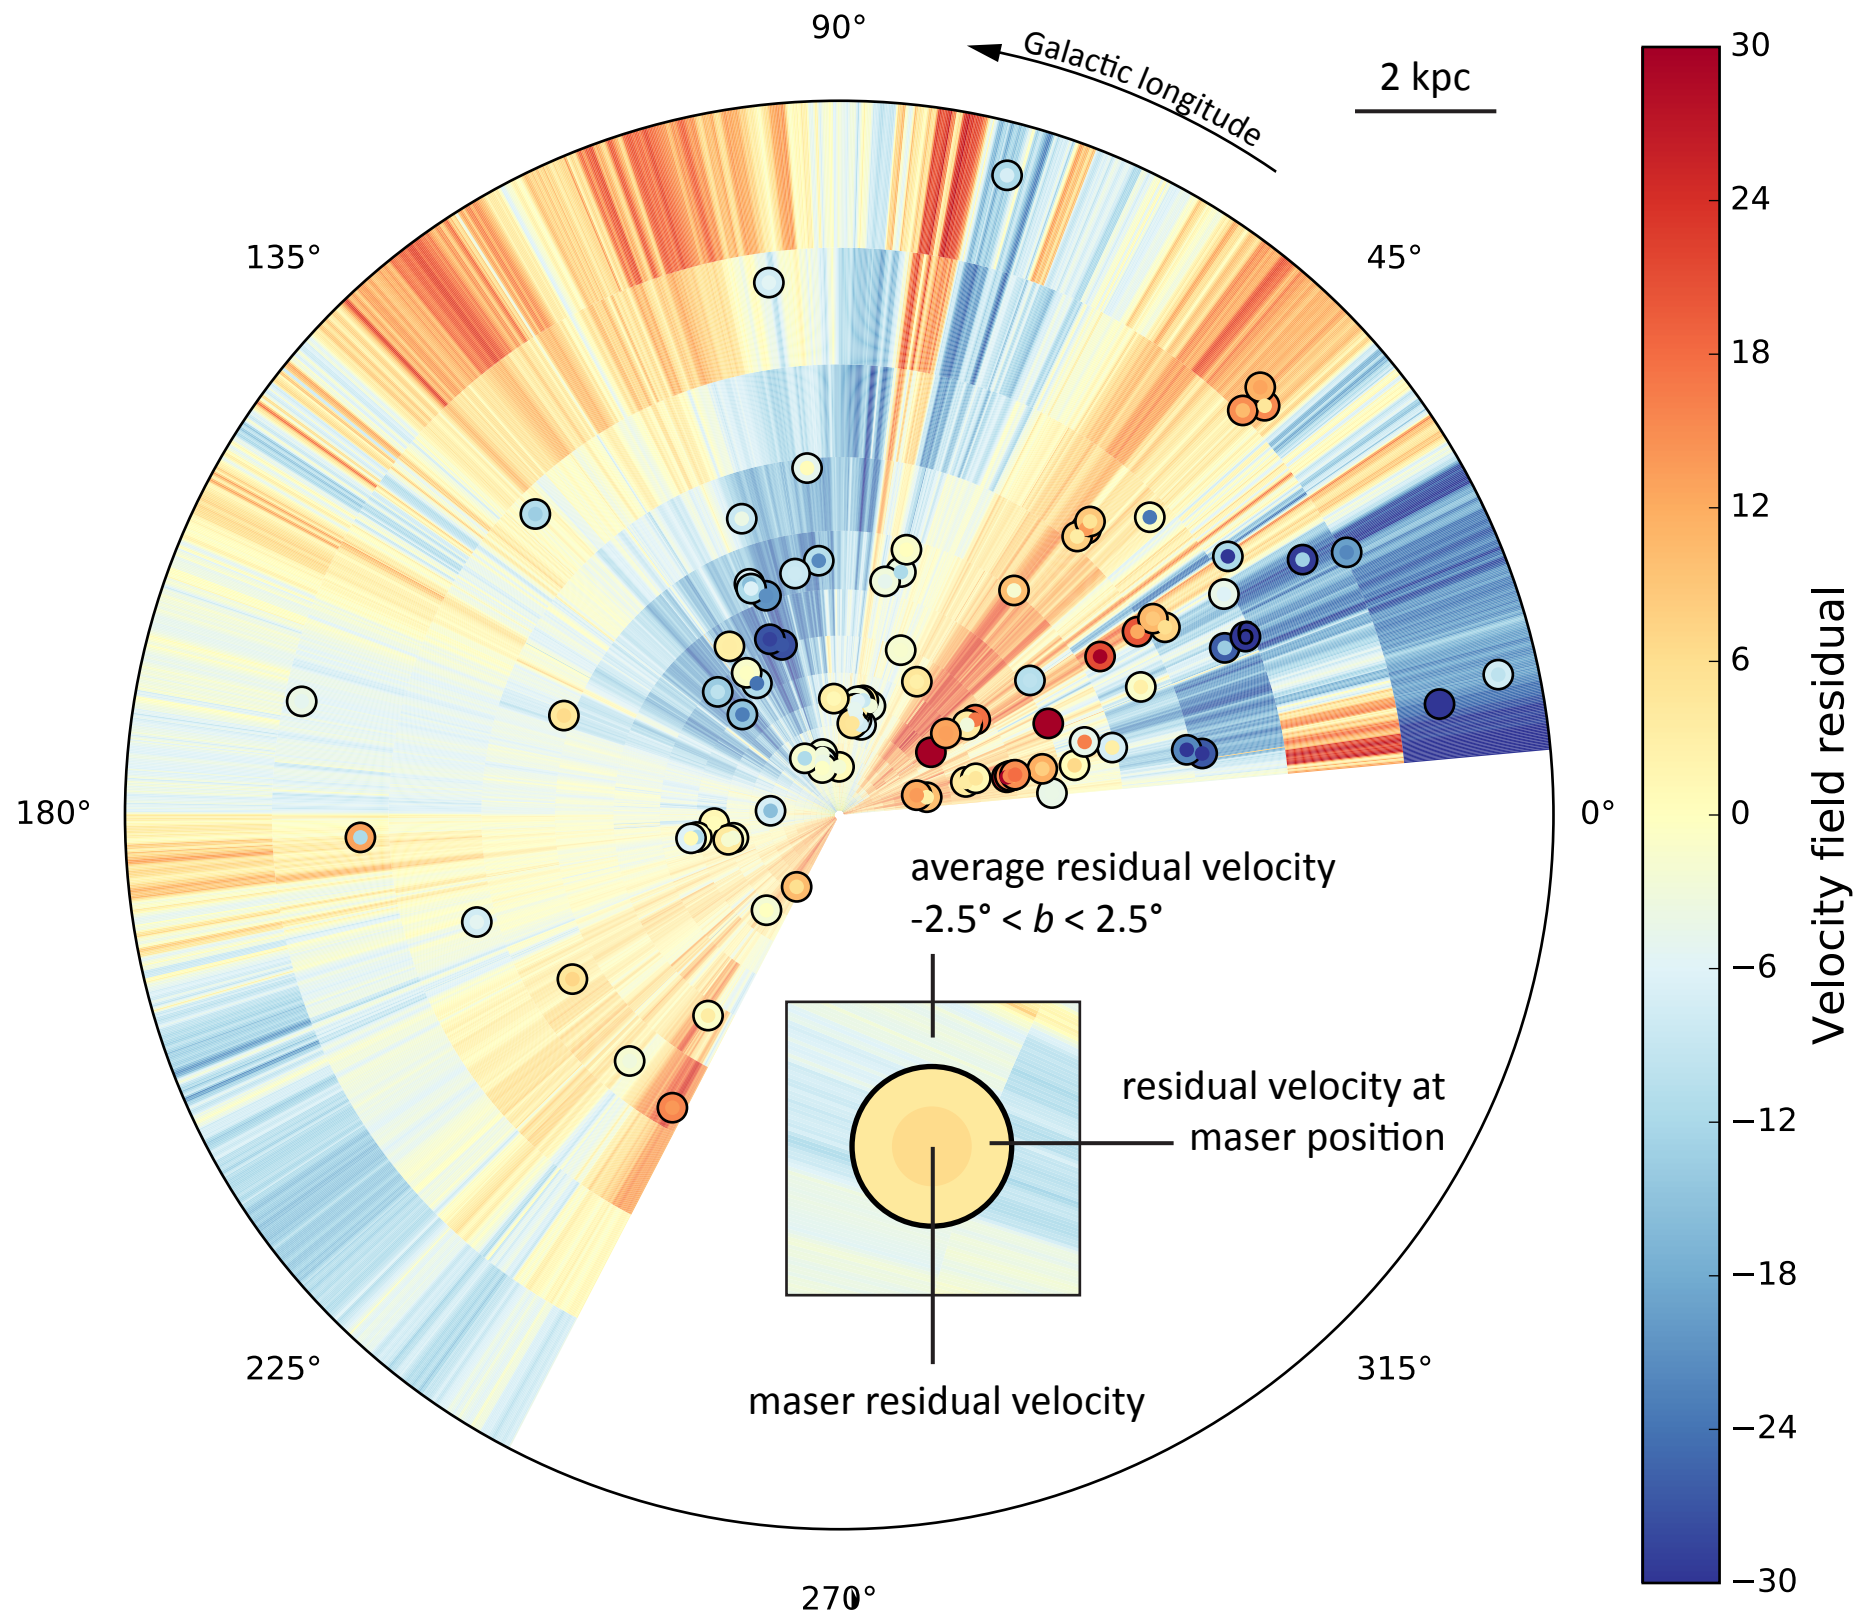 90°
Galactic longitude
2 kpc
135°
45°
180°
0°
225°
315°
270°
average residual velocity
-2.5° < b < 2.5°
residual velocity at
maser position
maser residual velocity
30
24
18
12
6
0
−6
−12
−18
−24
−30
Velocity field residual